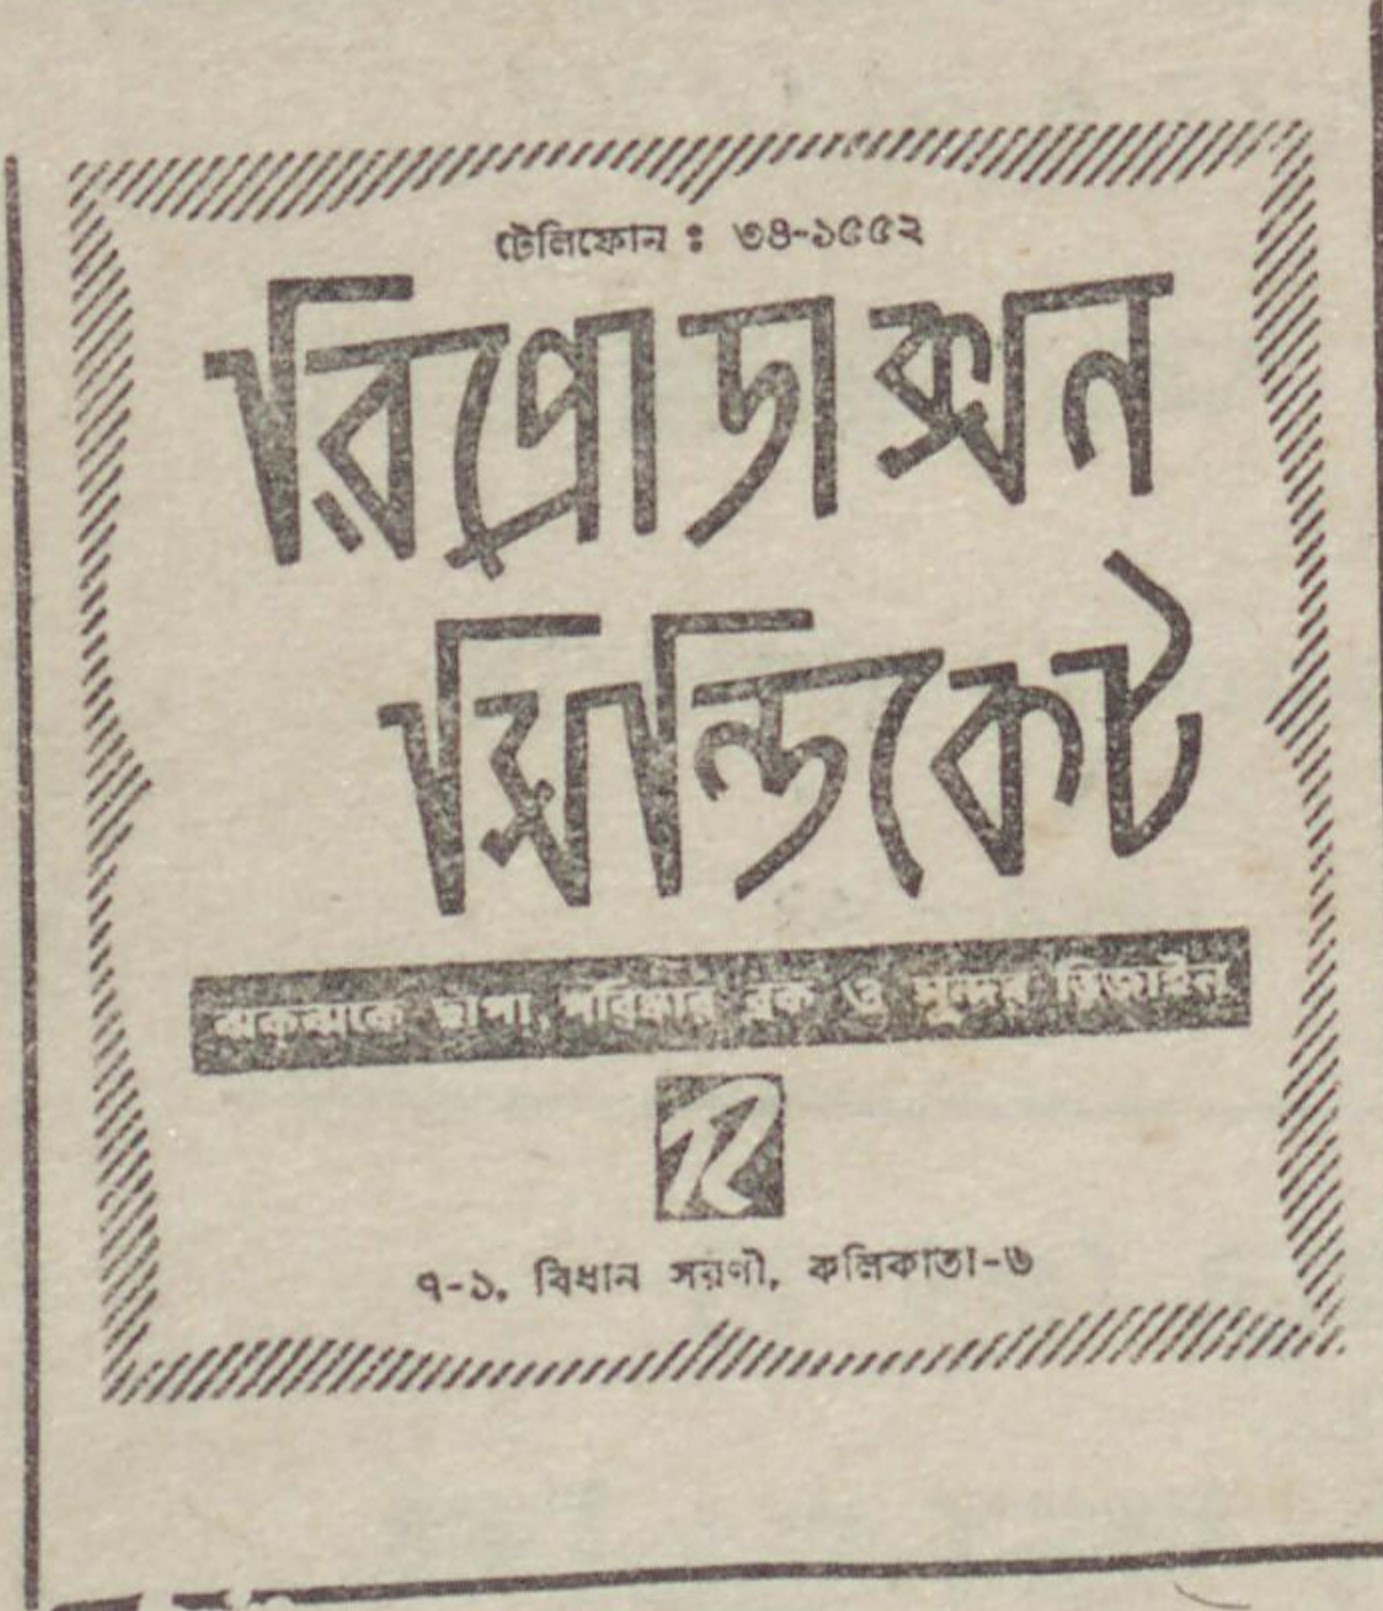 টেলিফোন : ৩৪-১৫৫২
রিপ্রোডাক্সন
সিন্ডিকেট
ঝকঝকে ছাপা, পরিষ্কার ব্লক ও সুন্দর ডিজাইন
R
৭-১, বিধান সরণী, কলিকাতা-৬